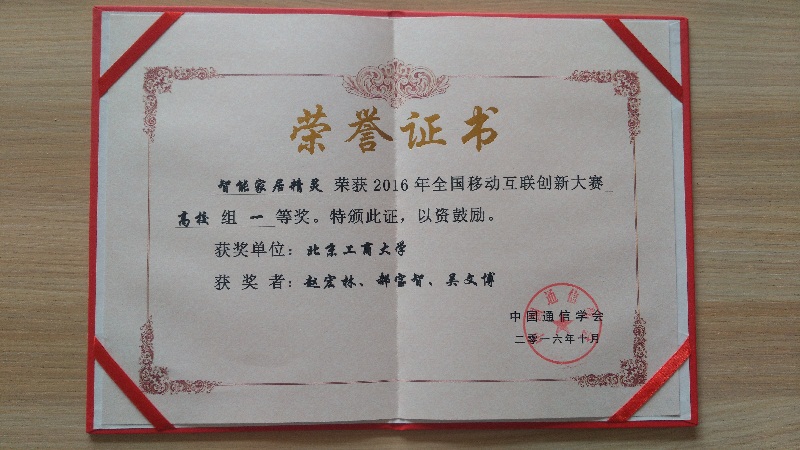 荣誉证书
智能家居精灵 荣获2016年全国移动互联创新大赛
高校 组 一 等奖。特颁此证，以资鼓励。
获奖单位：北京工商大学
获奖者：赵宏林、郝宝智、吴文博
中国通信学会
二零一六年十月